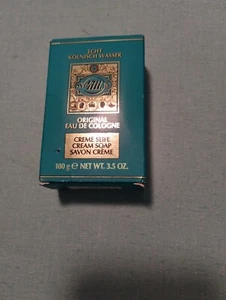 ECHT
KÖLNISCH WASSER
4711
ORIGINAL
EAU DE COLOGNE
CREME SEIFE
CREAM SOAP
SAVON CRÈME
100 g ℮ NET WT. 3.5 OZ.